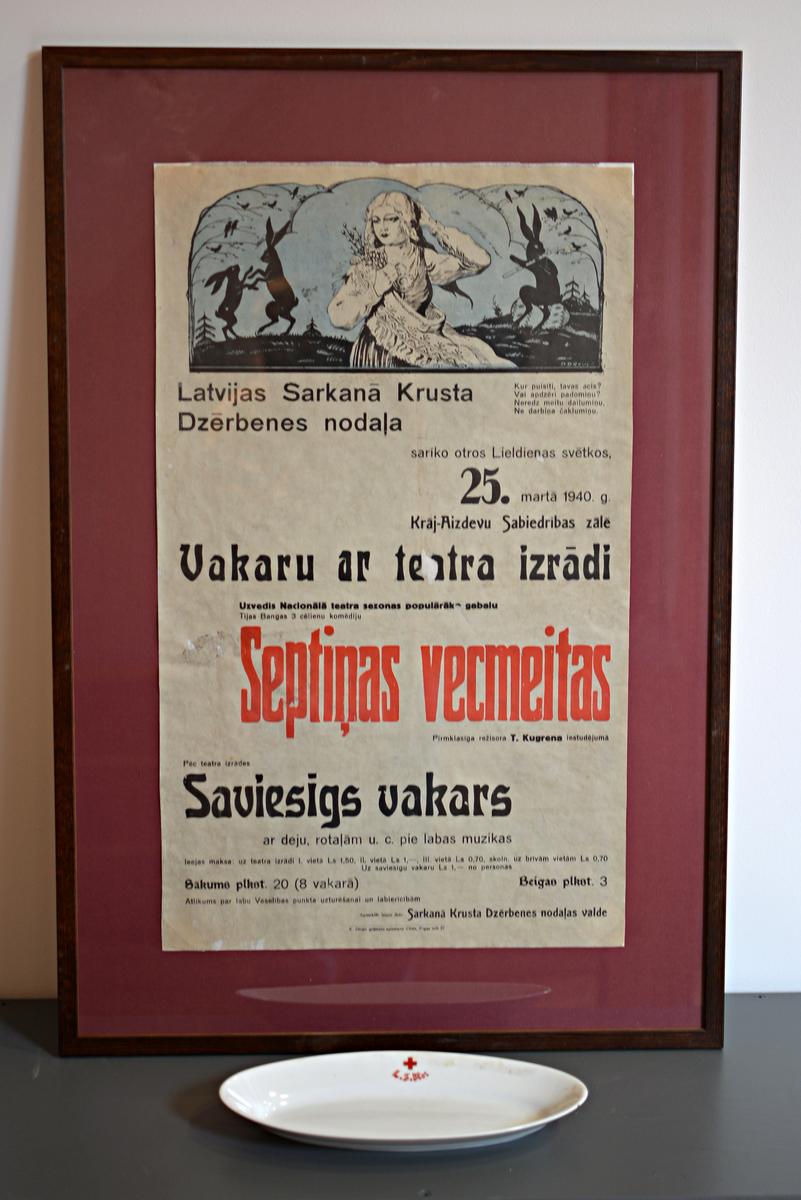 Latvijas Sarkanā Krusta
Dzērbenes nodaļa
Kur puisīti, tavas acis?
Vai apdzēri padomiņu?
Neredz meitu daiļumiņu,
Ne darbiņa čaklumiņu.
sariko otros Lieldienas svētkos,
25. martā 1940. g.
Krāj-Aizdevu Sabiedrības zālē
Vakaru ar teatra izrādi
Uzvedīs Nacionālā teatra sezonas gabalu
Tijas Bangas 3 cēlienu komēdiju
Septiņas vecmeitas
Pirmklasīga režisora T. Kugrena iestudējumā
Pēc teatra izrādes
Saviesīgs vakars
ar deju, rotaļām u. c. pie labas muzikas
Ieejas maksa: uz teatra izrādi I. vietā Ls 1,50, II. vietā Ls 1,—, III. vietā Ls 0,70, skoln. uz brīvām vietām Ls 0,70
Uz saviesīgu vakaru Ls 1,— no personas
Sākums plkst. 20 (8 vakarā)
Beigas plkst. 3
Atlikums par labu Veselības punkta uzturēšanai un labierīcībām
Sarkanā Krusta Dzērbenes nodaļas valde